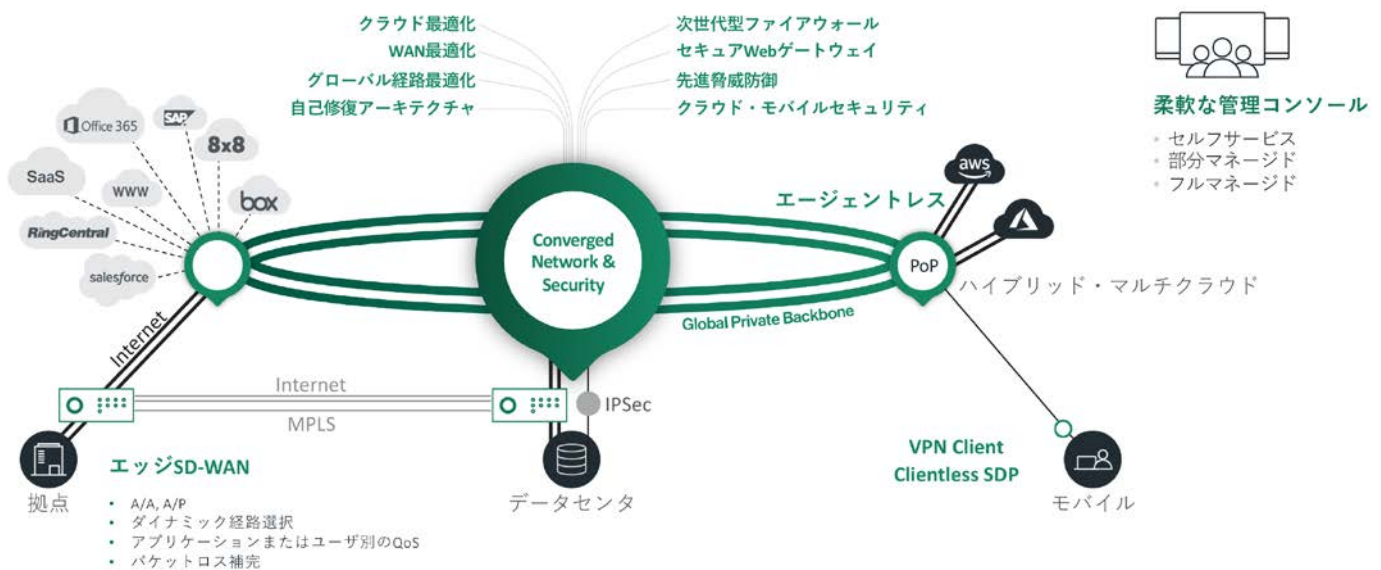 クラウド最適化
WAN最適化
グローバル経路最適化
自己修復アーキテクチャ
次世代型ファイアウォール
セキュアWebゲートウェイ
先進脅威防御
クラウド・モバイルセキュリティ
柔軟な管理コンソール
セルフサービス
部分マネージド
フルマネージド
Office 365
SAP
8x8
SaaS
WWW
box
RingCentral
salesforce
Converged
Network &
Security
エージェントレス
aws
PoP
ハイブリッド・マルチクラウド
Global Private Backbone
Internet
Internet
MPLS
IPSec
拠点
エッジSD-WAN
• A/A, A/P
• ダイナミック経路選択
• アプリケーションまたはユーザ別のQoS
• パケットロス補完
データセンタ
VPN Client
Clientless SDP
モバイル